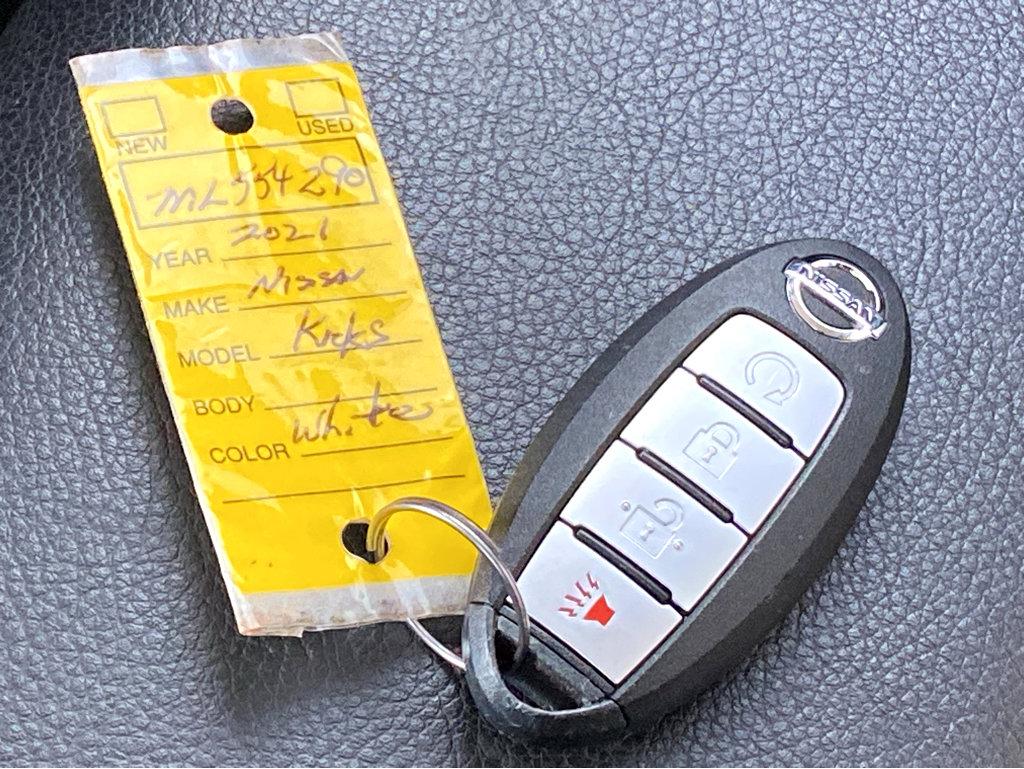 NEW USED
ML554290
YEAR 2021
MAKE Nissan
MODEL Kicks
BODY
COLOR White
NISSAN